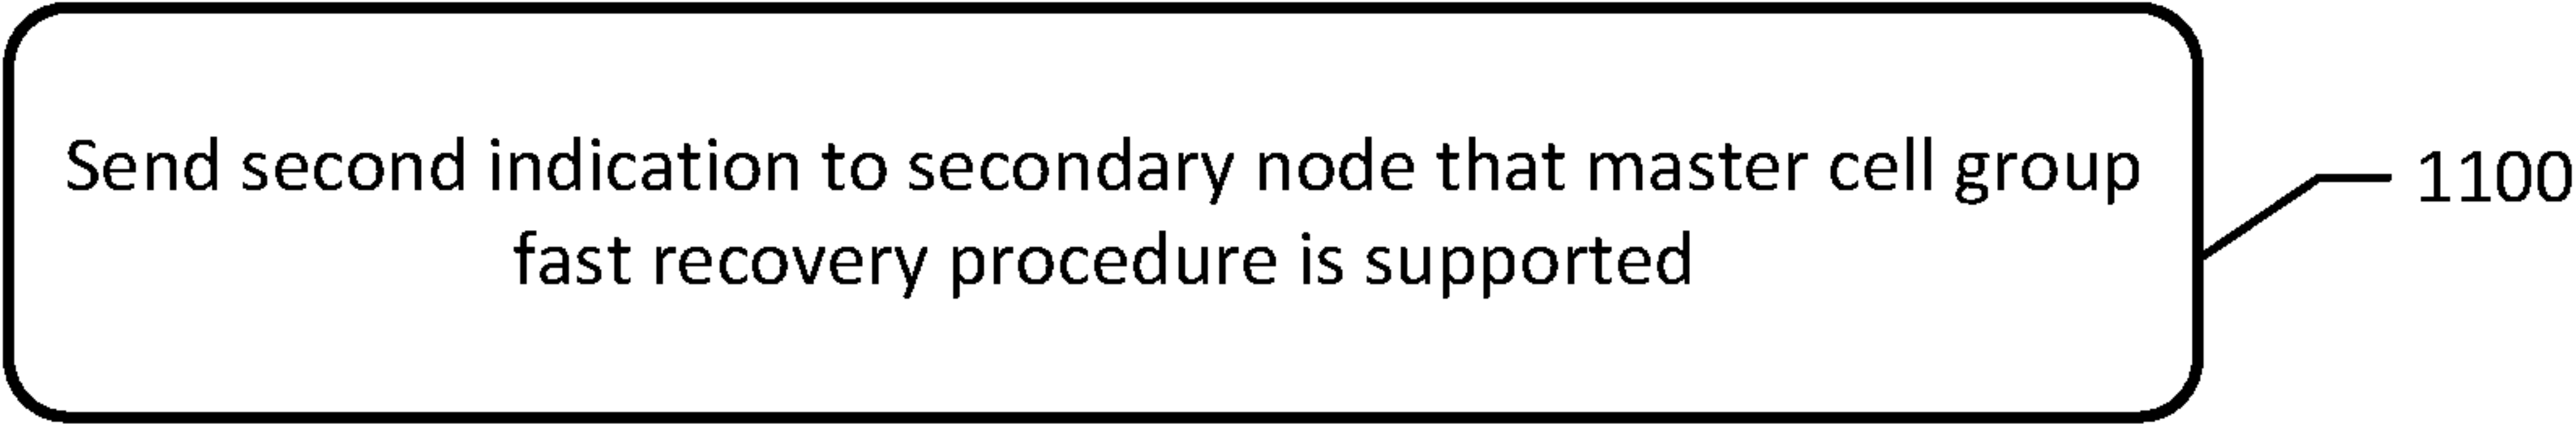 Send second indication to secondary node that master cell group
fast recovery procedure is supported
1100